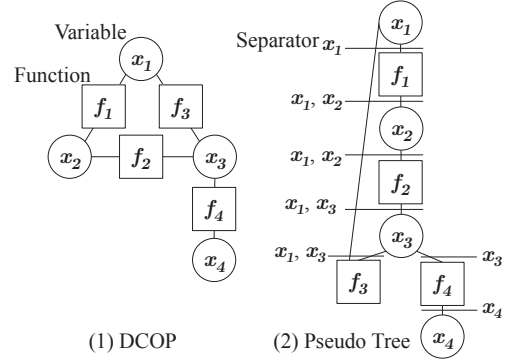 Variable
x1
Function
f1
f3
x2
f2
x3
f4
x4
(1) DCOP
x1
Separator x1
f1
x1, x2
x2
x1, x2
f2
x1, x3
x3
x1, x3
x3
f3
f4
x4
x4
(2) Pseudo Tree